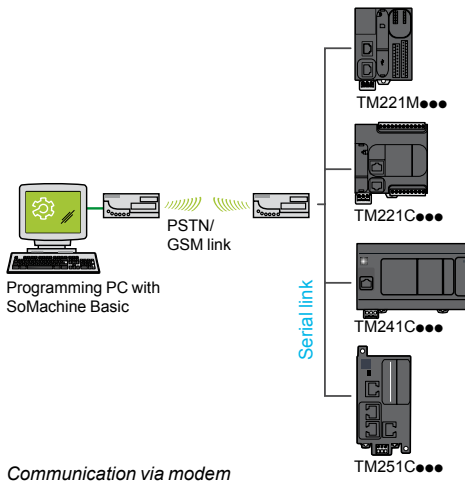 TM221M●●●
TM221C●●●
PSTN/
GSM link
Programming PC with
SoMachine Basic
Serial link
TM241C●●●
TM251C●●●
Communication via modem